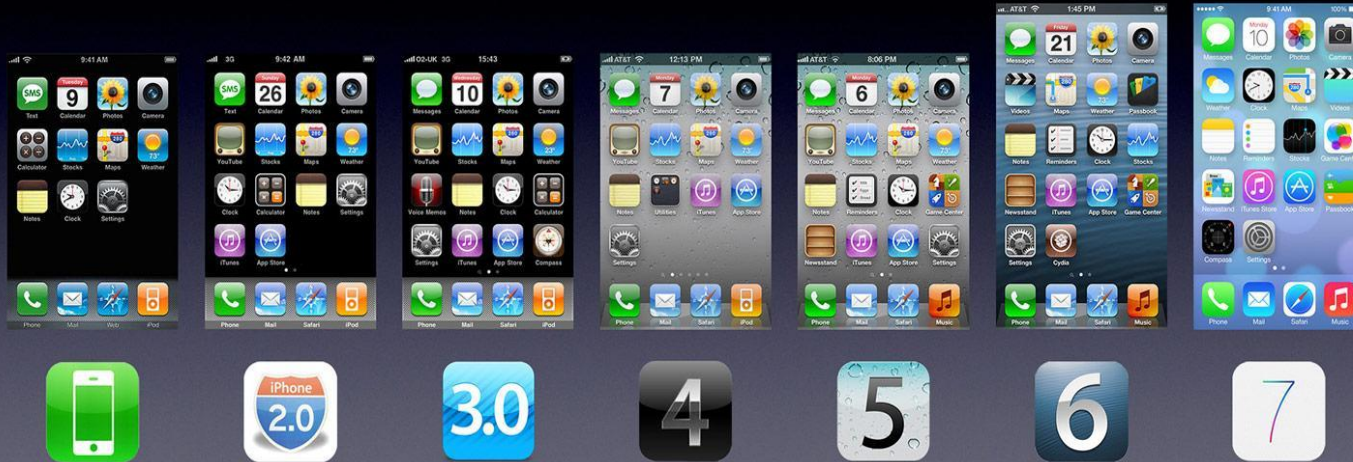 9:41 AM
SMS Tuesday 9
Text Calendar Photos Camera
280 73°
Calculator Stocks Maps Weather
Notes Clock Settings
Phone Mail Web iPod
3G 9:42 AM
SMS Sunday 26
Text Calendar Photos Camera
280 73°
YouTube Stocks Maps Weather
Clock Calculator Notes Settings
iTunes App Store
Phone Mail Safari iPod
O2-UK 3G 15:43
Wednesday 10
Messages Calendar Photos Camera
280 23°
YouTube Stocks Maps Weather
Voice Memos Notes Clock Calculator
Settings iTunes App Store Compass
Phone Mail Safari iPod
AT&T 12:13 PM
Monday 7
Messages Calendar Photos Camera
280 73°
YouTube Stocks Maps Weather
Notes Utilities iTunes App Store
Settings
Phone Mail Safari iPod
AT&T 8:06 PM
Monday 6
Messages Calendar Photos Camera
280 73°
YouTube Stocks Maps Weather
Notes Reminders Clock Game Center
Newsstand iTunes App Store Settings
Phone Mail Safari Music
AT&T 1:45 PM
Friday 21
Messages Calendar Photos Camera
280 73°
Videos Maps Weather Passbook
Notes Reminders Clock Stocks
Newsstand iTunes App Store Game Center
Settings Cydia
Phone Mail Safari Music
9:41 AM 100%
Monday 10
Messages Calendar Photos Camera
280
Weather Clock Maps Videos
Notes Reminders Stocks Game Cent
Newsstand iTunes Store App Store Passbook
Compass Settings
Phone Mail Safari Music
iPhone
2.0
3.0
4
5
6
7